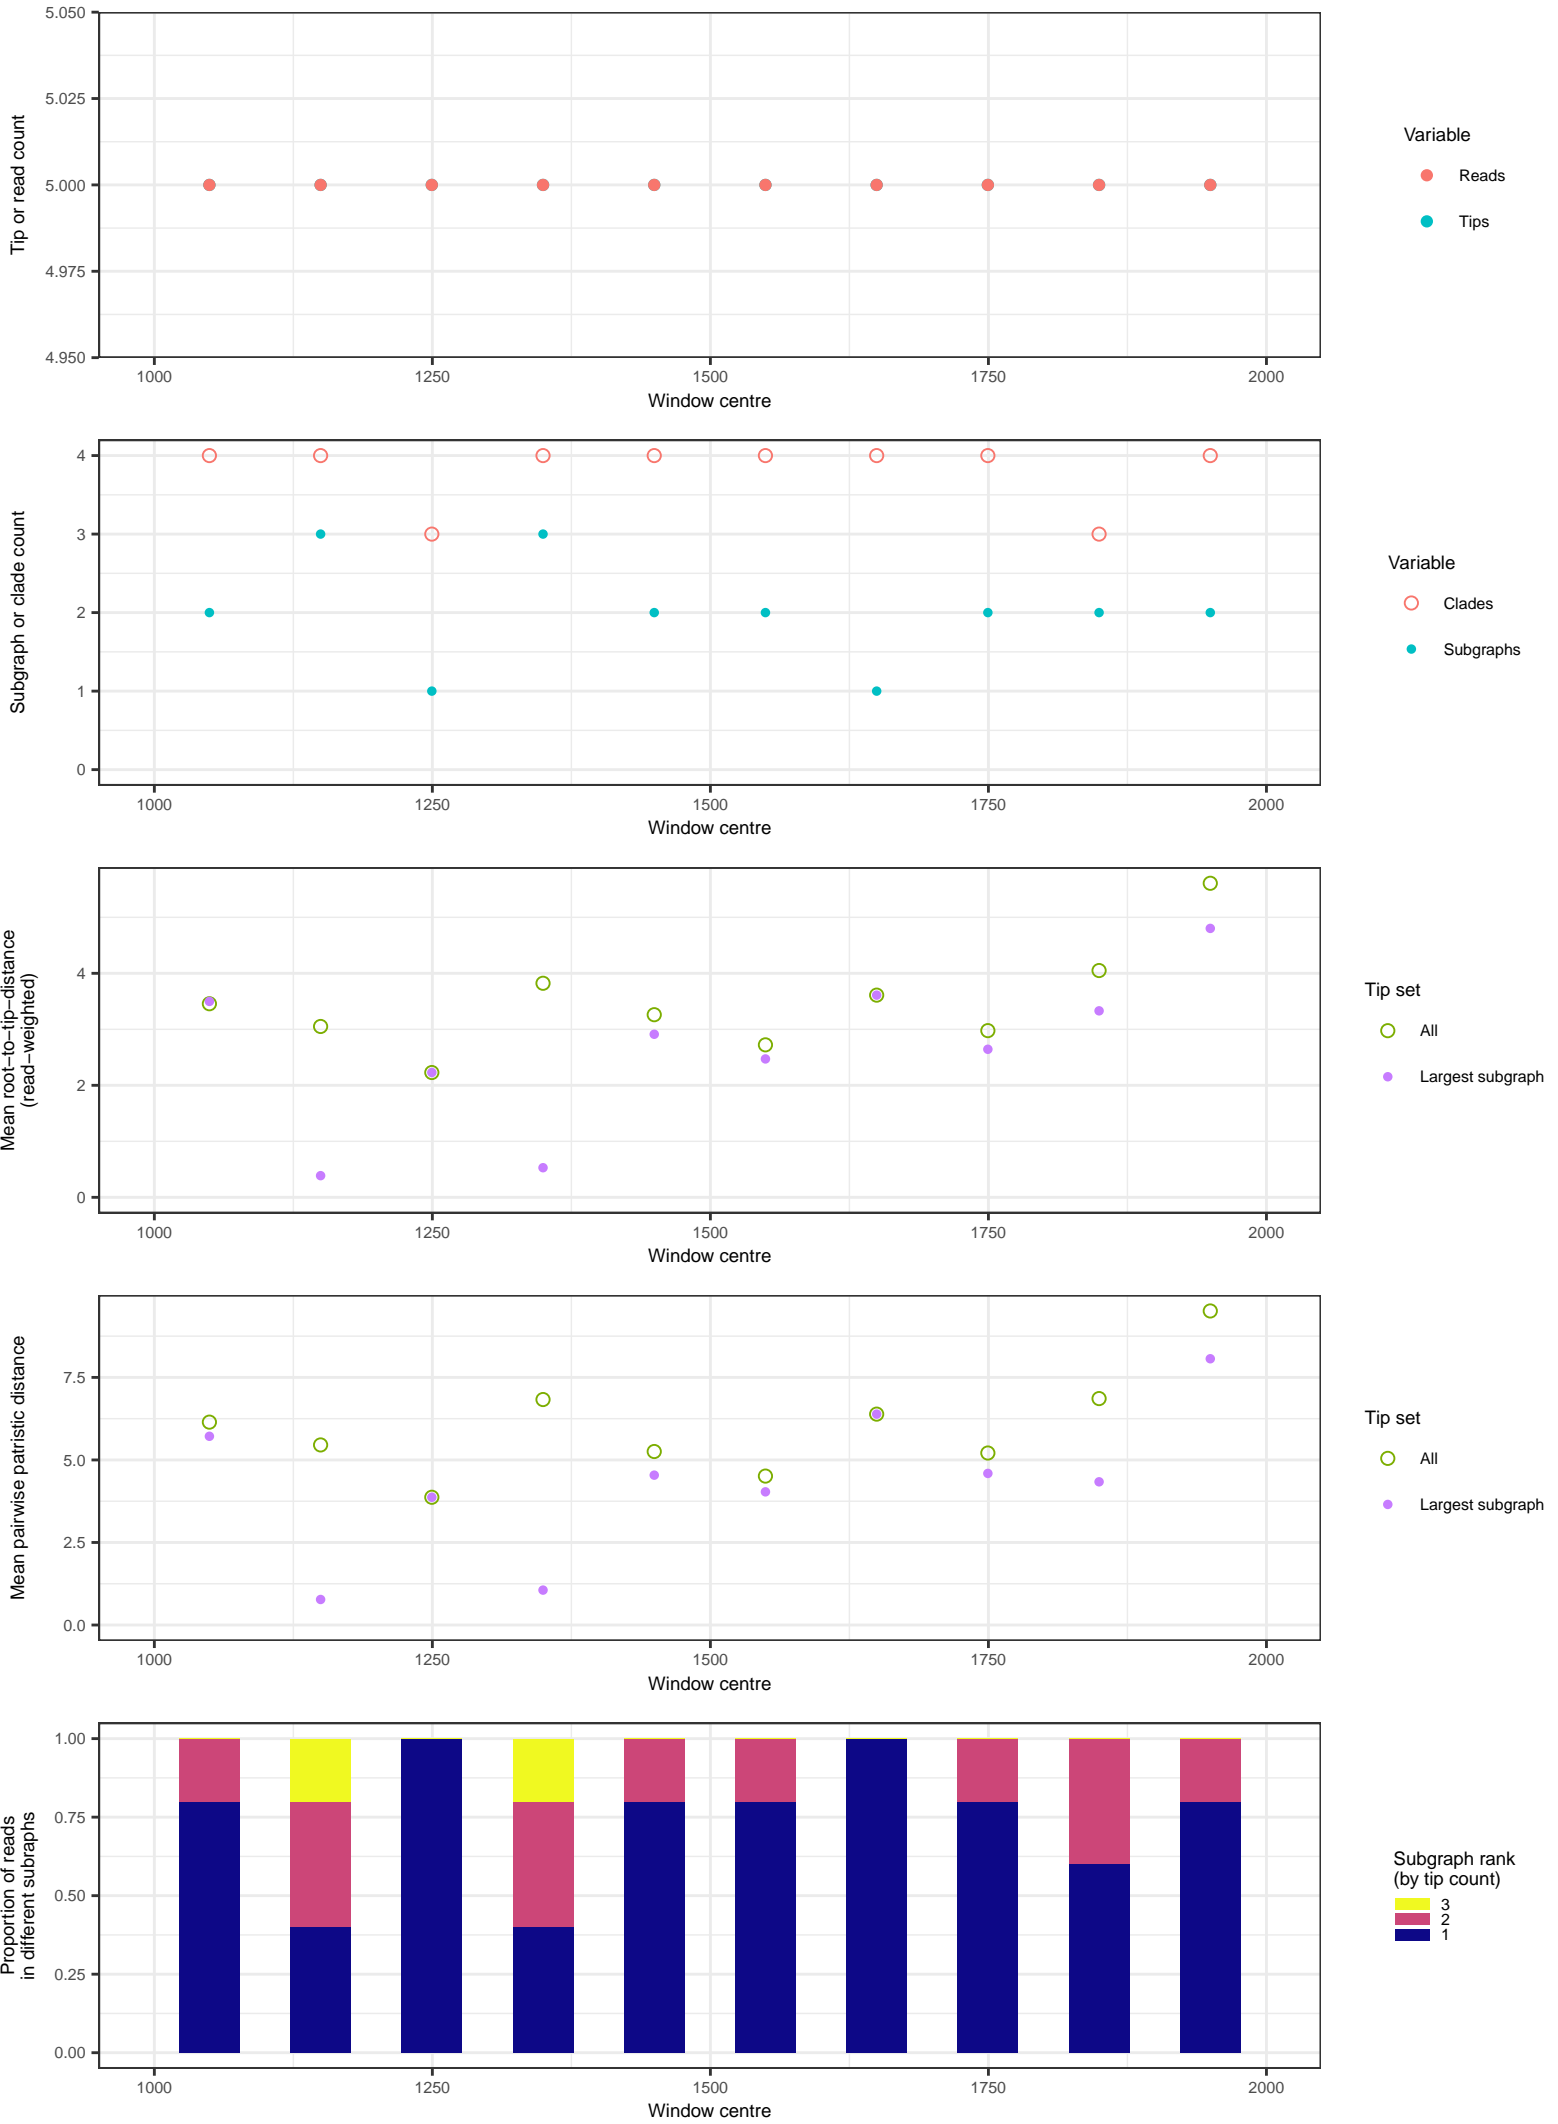 5.050
5.025
5.000
4.975
4.950
Tip or read count
1000 1250 1500 1750 2000
Window centre
Variable
Reads
Tips
4
3
2
1
0
Subgraph or clade count
1000 1250 1500 1750 2000
Window centre
Variable
Clades
Subgraphs
4
2
0
Mean root−to−tip−distance
(read−weighted)
1000 1250 1500 1750 2000
Window centre
Tip set
All
Largest subgraph
7.5
5.0
2.5
0.0
Mean pairwise patristic distance
1000 1250 1500 1750 2000
Window centre
Tip set
All
Largest subgraph
1.00
0.75
0.50
0.25
0.00
Proportion of reads
in different subraphs
1000 1250 1500 1750 2000
Window centre
Subgraph rank
(by tip count)
3
2
1